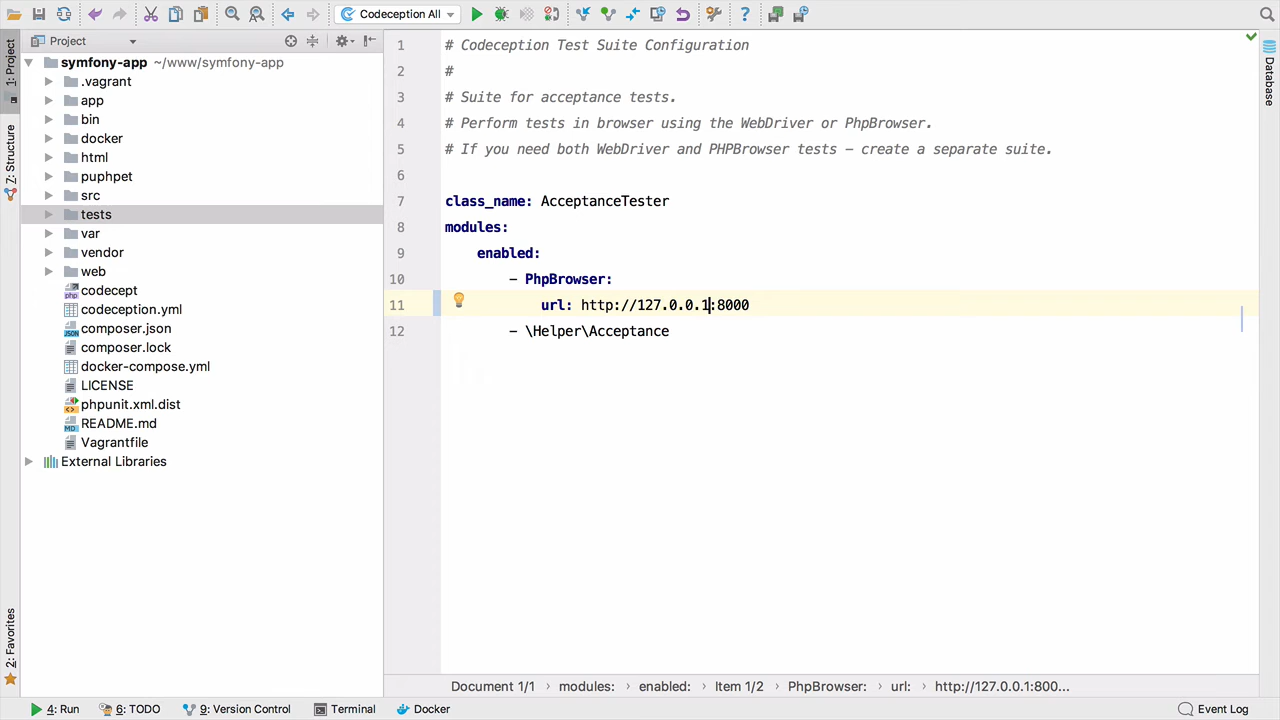 Codeception All
Project
symfony-app ~/www/symfony-app
.vagrant
app
bin
docker
html
puphpet
src
tests
var
vendor
web
codecept
codeception.yml
composer.json
composer.lock
docker-compose.yml
LICENSE
phpunit.xml.dist
README.md
Vagrantfile
External Libraries
1: Project
7: Structure
2: Favorites
1 # Codeception Test Suite Configuration
2 #
3 # Suite for acceptance tests.
4 # Perform tests in browser using the WebDriver or PhpBrowser.
5 # If you need both WebDriver and PHPBrowser tests - create a separate suite.
6
7 class_name: AcceptanceTester
8 modules:
9 enabled:
10 - PhpBrowser:
11 url: http://127.0.0.1:8000
12 - \Helper\Acceptance
Database
Document 1/1 › modules: › enabled: › Item 1/2 › PhpBrowser: › url: › http://127.0.0.1:800...
4: Run 6: TODO 9: Version Control Terminal Docker Event Log